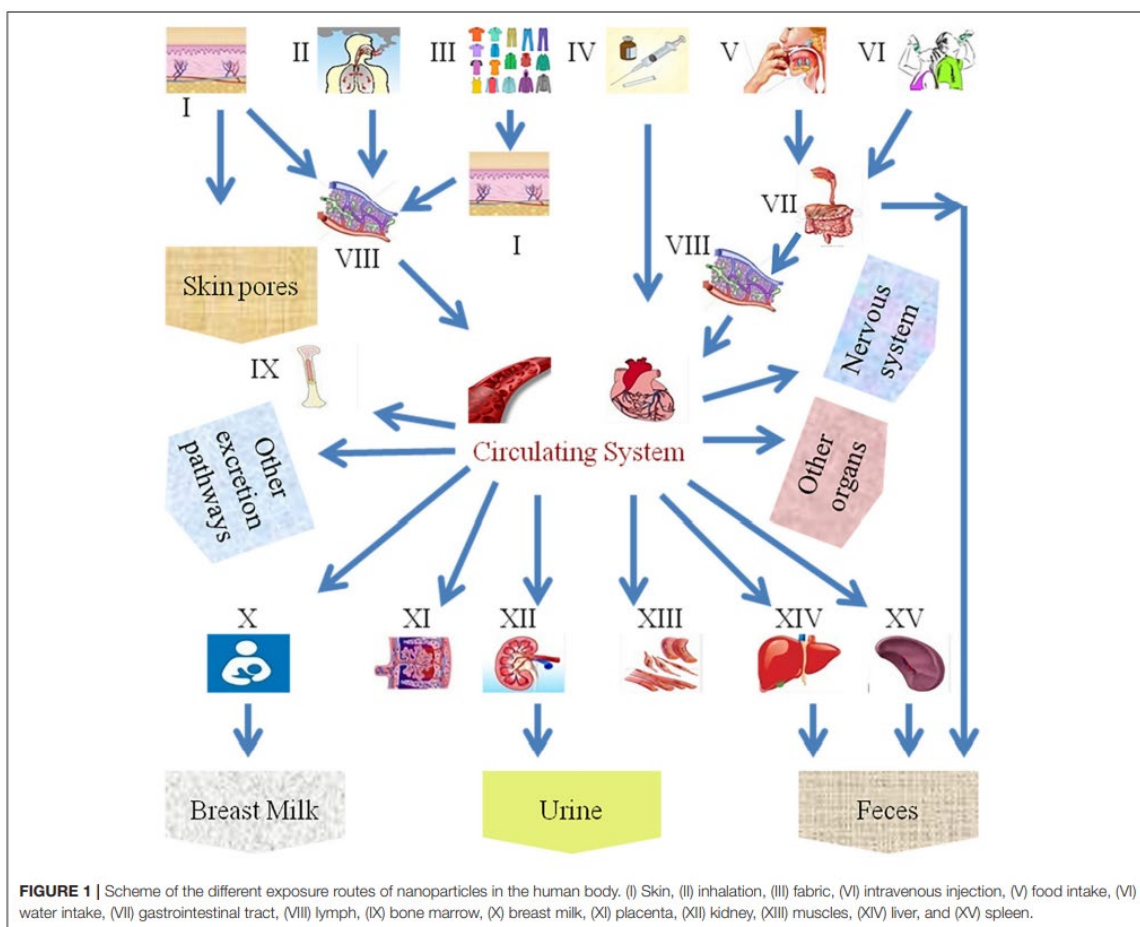 I
II
III
IV
V
VI
VII
VIII
I
VIII
Skin pores
Nervous
system
IX
Other
excretion
pathways
Circulating System
Other
organs
X
XI
XII
XIII
XIV
XV
Breast Milk
Urine
Feces
FIGURE 1 | Scheme of the different exposure routes of nanoparticles in the human body. (I) Skin, (II) inhalation, (III) fabric, (VI) intravenous injection, (V) food intake, (VI)
water intake, (VII) gastrointestinal tract, (VIII) lymph, (IX) bone marrow, (X) breast milk, (XI) placenta, (XII) kidney, (XIII) muscles, (XIV) liver, and (XV) spleen.